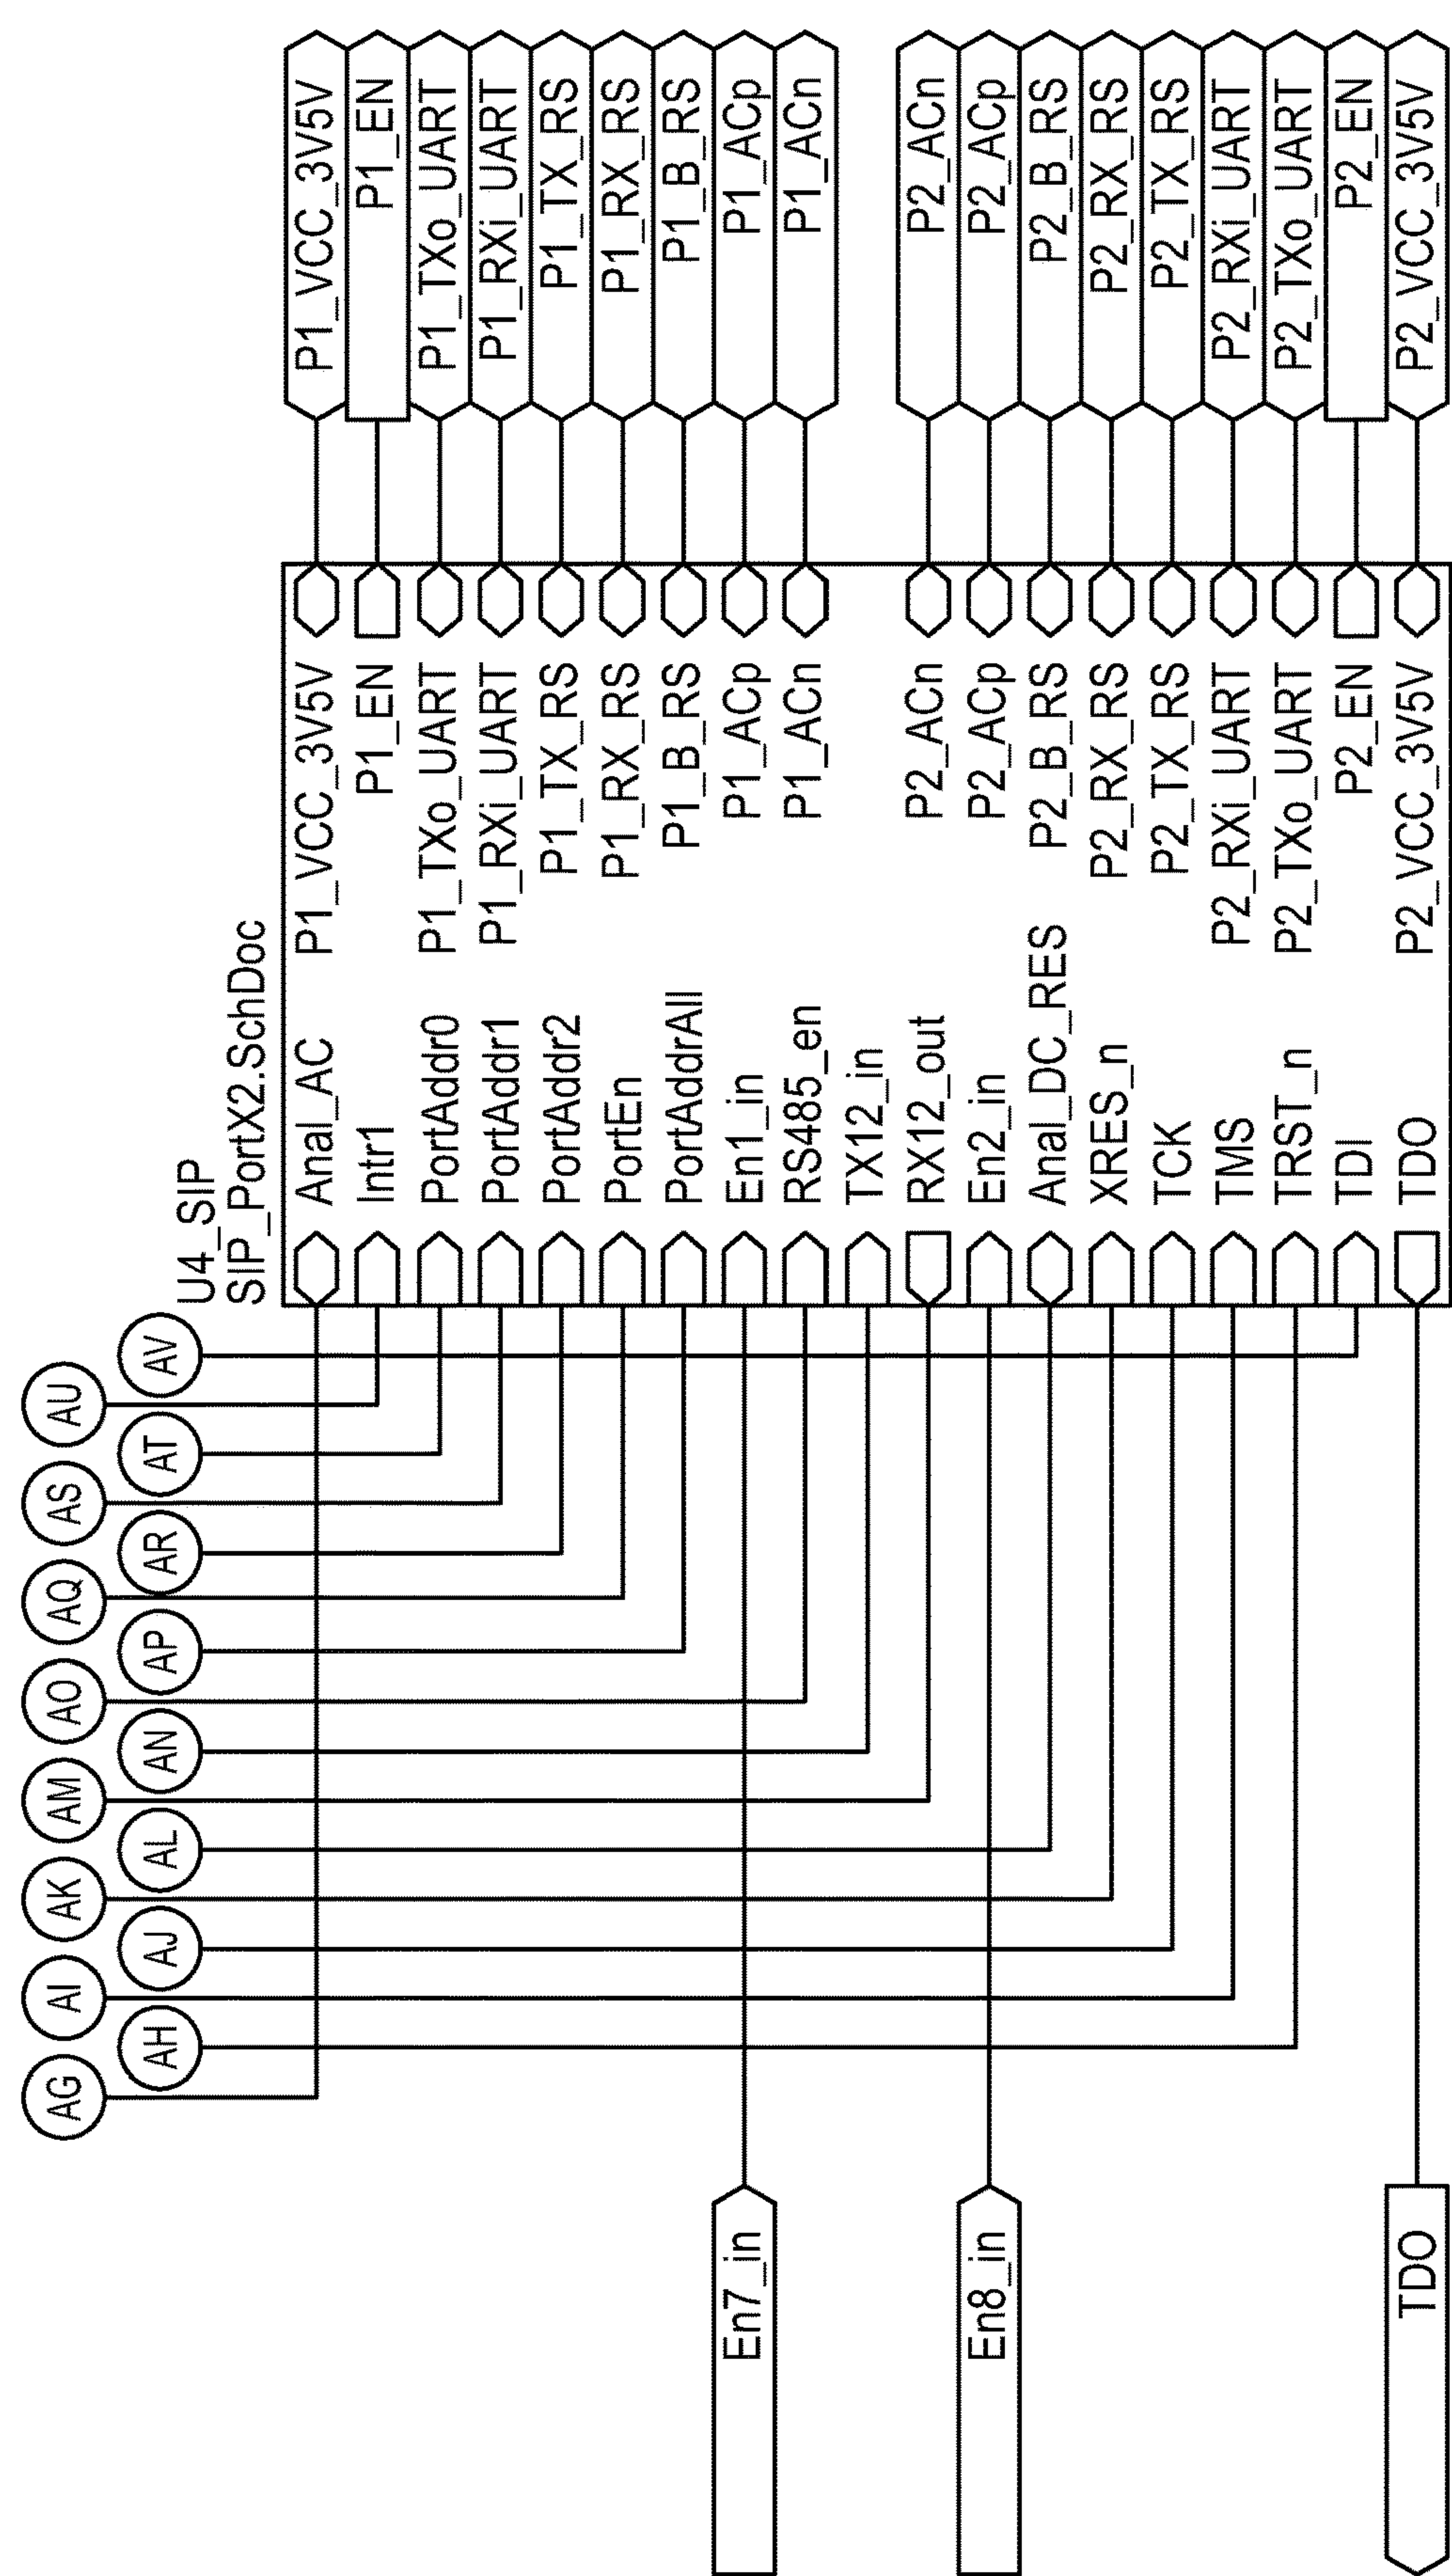 AG
AH
AI
AJ
AK
AL
AM
AN
AO
AP
AQ
AR
AS
AT
AU
AV
U4_SIP
SIP_PortX2.SchDoc
Anal_AC P1_VCC_3V5V P1_VCC_3V5V
Intr1 P1_EN P1_EN
PortAddr0 P1_TXo_UART P1_TXo_UART
PortAddr1 P1_RXi_UART P1_RXi_UART
PortAddr2 P1_TX_RS P1_TX_RS
PortEn P1_RX_RS P1_RX_RS
PortAddrAll P1_B_RS P1_B_RS
En7_in En1_in P1_ACp P1_ACp
RS485_en P1_ACn P1_ACn
TX12_in
RX12_out P2_ACn P2_ACn
En8_in En2_in P2_ACp P2_ACp
Anal_DC_RES P2_B_RS P2_B_RS
XRES_n P2_RX_RS P2_RX_RS
TCK P2_TX_RS P2_TX_RS
TMS P2_RXi_UART P2_RXi_UART
TRST_n P2_TXo_UART P2_TXo_UART
TDI P2_EN P2_EN
TDO TDO P2_VCC_3V5V P2_VCC_3V5V